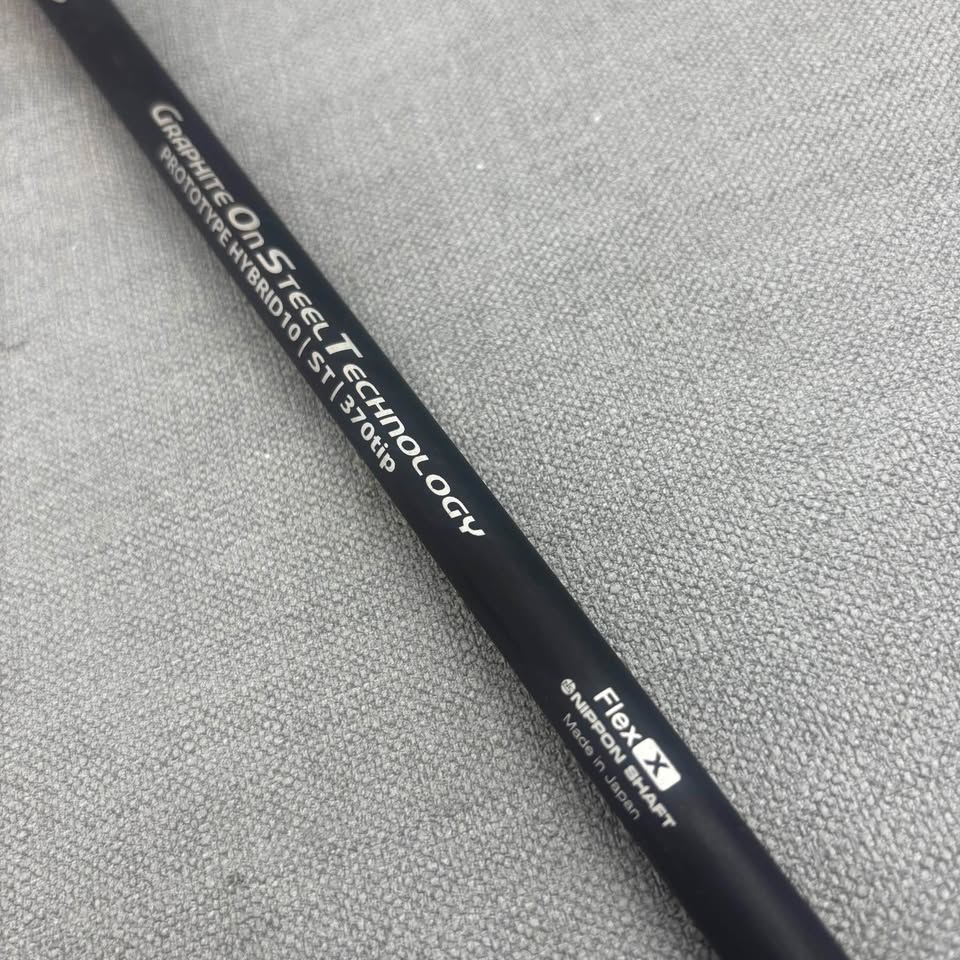 GRAPHITE ON STEEL TECHNOLOGY
PROTOTYPE HYBRID10 | ST | 370tip
Flex X
NIPPON SHAFT
Made in Japan